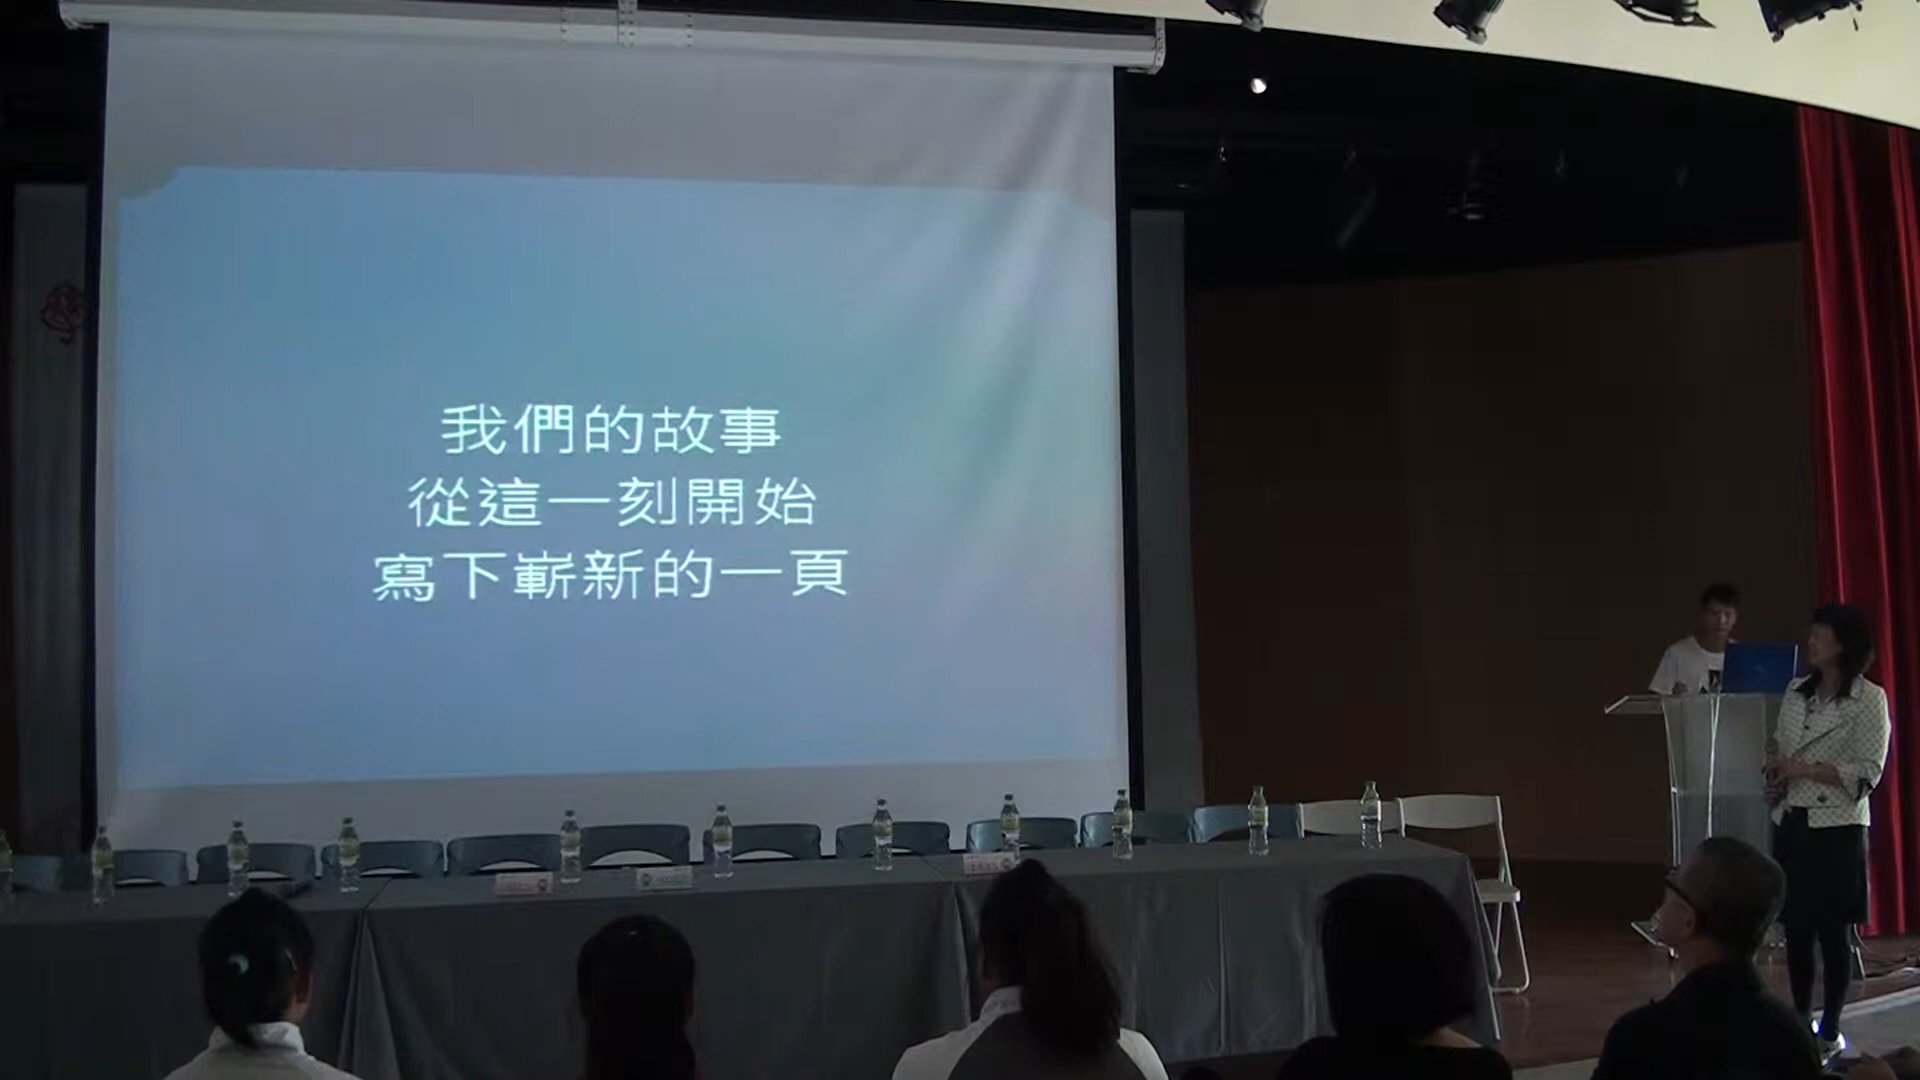 我們的故事
從這一刻開始
寫下嶄新的一頁